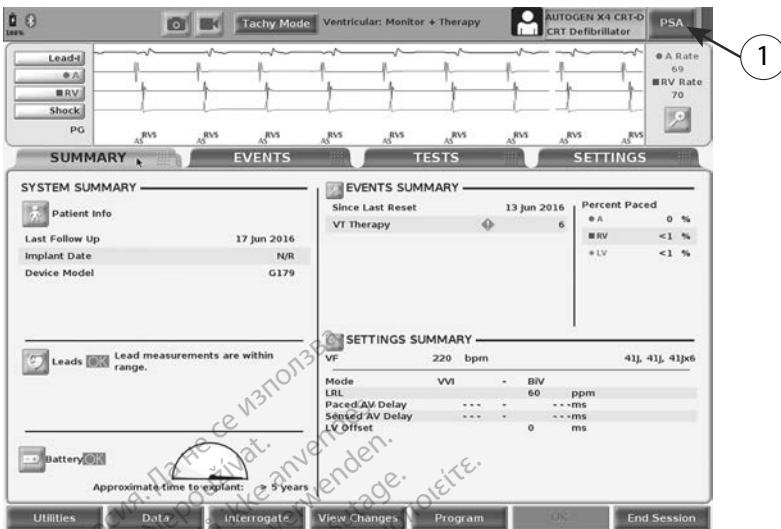 100%
Tachy Mode
Ventricular: Monitor + Therapy
AUTOGEN X4 CRT-D
CRT Defibrillator
PSA
1
Lead-I
A
RV
Shock
PG
AS RVS AS RVS AS RVS AS RVS AS RVS AS RVS AS RVS AS RVS AS RVS
A Rate
69
RV Rate
70
SUMMARY
EVENTS
TESTS
SETTINGS
SYSTEM SUMMARY
Patient Info
Last Follow Up 17 Jun 2016
Implant Date N/R
Device Model G179
Leads OK Lead measurements are within
range.
Battery OK
Approximate time to explant: > 5 years
EVENTS SUMMARY
Since Last Reset 13 Jun 2016
VT Therapy 6
Percent Paced
A 0 %
RV <1 %
LV <1 %
SETTINGS SUMMARY
VF 220 bpm 41J, 41J, 41Jx6
Mode VVI - BiV
LRL 60 ppm
Paced AV Delay --- - ---ms
Sensed AV Delay --- - ---ms
LV Offset 0 ms
Да не се използва.
Utilities
Data
Interrogate
View Changes
Program
End Session